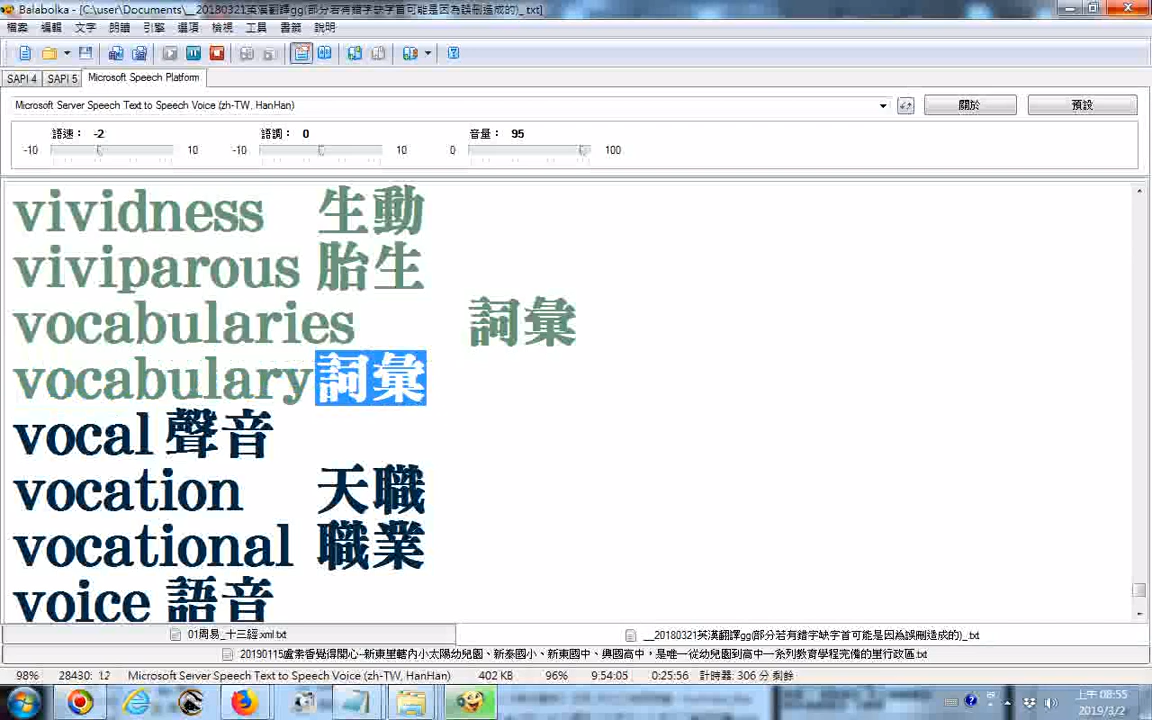 Balabolka - [C:\user\Documents\__20180321英漢翻譯gg(部分若有錯字缺字首可能是因為誤刪造成的)_.txt]
檔案 編輯 文字 朗讀 引擎 選項 檢視 工具 書籤 說明
SAPI 4 SAPI 5 Microsoft Speech Platform
Microsoft Server Speech Text to Speech Voice (zh-TW, HanHan) 關於 預設
語速： -2 語調： 0 音量： 95
-10 10 -10 10 0 100
vividness 生動
viviparous 胎生
vocabularies 詞彙
vocabulary 詞彙
vocal 聲音
vocation 天職
vocational 職業
voice 語音
01周易_十三經.xml.txt __20180321英漢翻譯gg(部分若有錯字缺字首可能是因為誤刪造成的)_.txt
20190115盧素香覺得開心-新東里轄內小太陽幼兒園、新泰國小、新東國中、興國高中，是唯一從幼兒園到高中一系列教育學程完備的里行政區.txt
98% 28430: 12 Microsoft Server Speech Text to Speech Voice (zh-TW, HanHan) 402 KB 96% 9:54:05 0:25:56 計時器: 306 分 剩餘
上午 08:55
2019/3/2